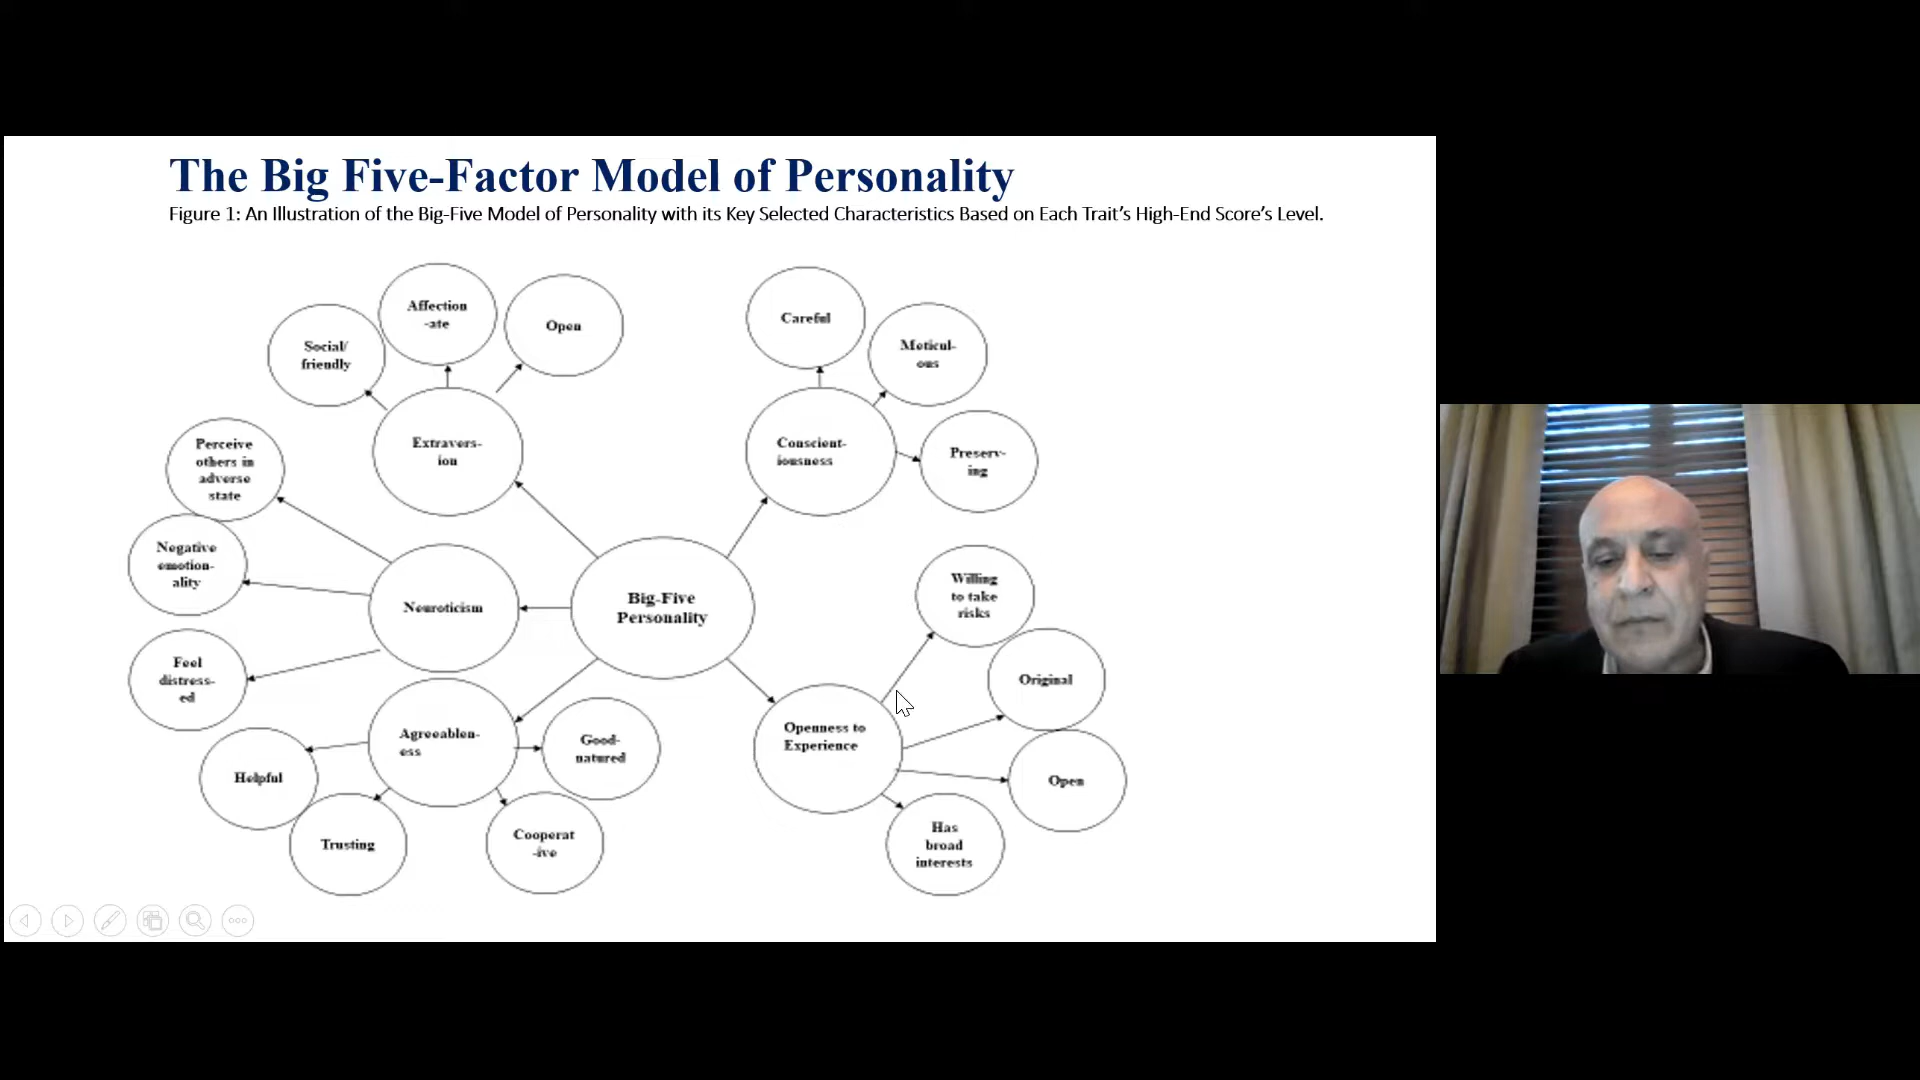 The Big Five-Factor Model of Personality
Figure 1: An Illustration of the Big-Five Model of Personality with its Key Selected Characteristics Based on Each Trait's High-End Score's Level.
Affection
-ate
Open
Social/
friendly
Extravers-
ion
Careful
Meticul-
ous
Conscient-
iousness
Preserv-
ing
Perceive
others in
adverse
state
Negative
emotion-
ality
Feel
distress-
ed
Neuroticism
Big-Five
Personality
Willing
to take
risks
Original
Openness to
Experience
Open
Has
broad
interests
Agreeablen-
ess
Good-
natured
Helpful
Trusting
Cooperat
-ive